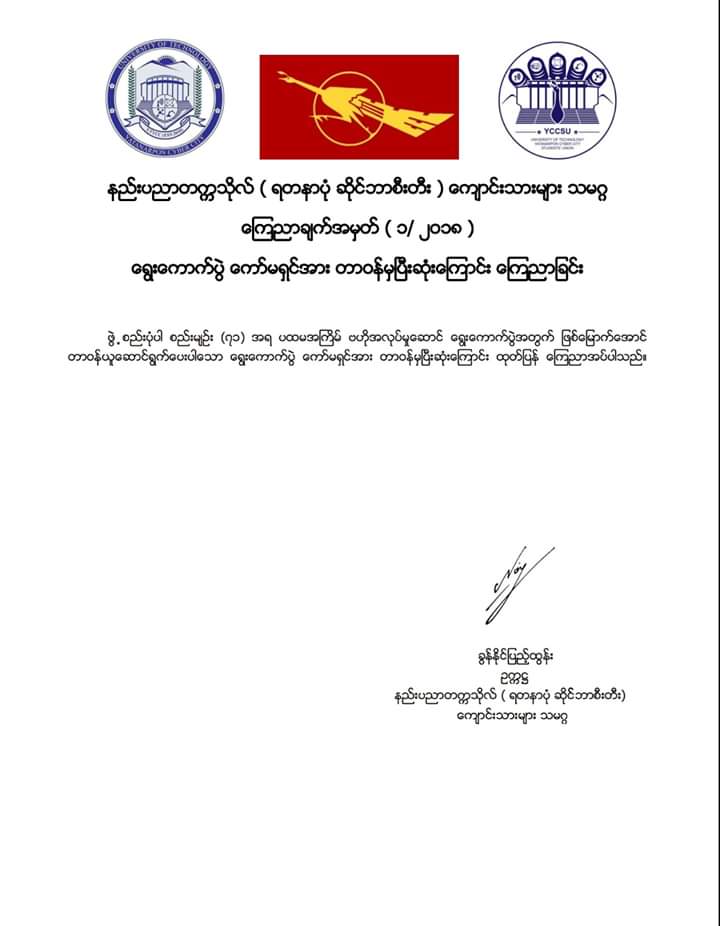 UNIVERSITY OF TECHNOLOGY
YATANARPON CYBER CITY
YCCSU
UNIVERSITY OF TECHNOLOGY
YATANARPON CYBER CITY
STUDENTS' UNION
နည်းပညာတက္ကသိုလ် ( ရတနာပုံ ဆိုင်ဘာစီးတီး ) ကျောင်းသားများ သမဂ္ဂ
ကြေညာချက်အမှတ် ( ၁/ ၂၀၁၈ )
ရွေးကောက်ပွဲ ကော်မရှင်အား တာဝန်မှပြီးဆုံးကြောင်း ကြေညာခြင်း
ဖွဲ့စည်းပုံပါ စည်းမျဉ်း (၇၁) အရ ပထမအကြိမ် ဗဟိုအလုပ်မှုဆောင် ရွေးကောက်ပွဲအတွက် ဖြစ်မြောက်အောင်
တာဝန်ယူဆောင်ရွက်ပေးပါသော ရွေးကောက်ပွဲ ကော်မရှင်အား တာဝန်မှပြီးဆုံးကြောင်း ထုတ်ပြန် ကြေညာအပ်ပါသည်။
ခွန်နိုင်ပြည့်ထွန်း
ဥက္ကဋ္ဌ
နည်းပညာတက္ကသိုလ် ( ရတနာပုံ ဆိုင်ဘာစီးတီး)
ကျောင်းသားများ သမဂ္ဂ